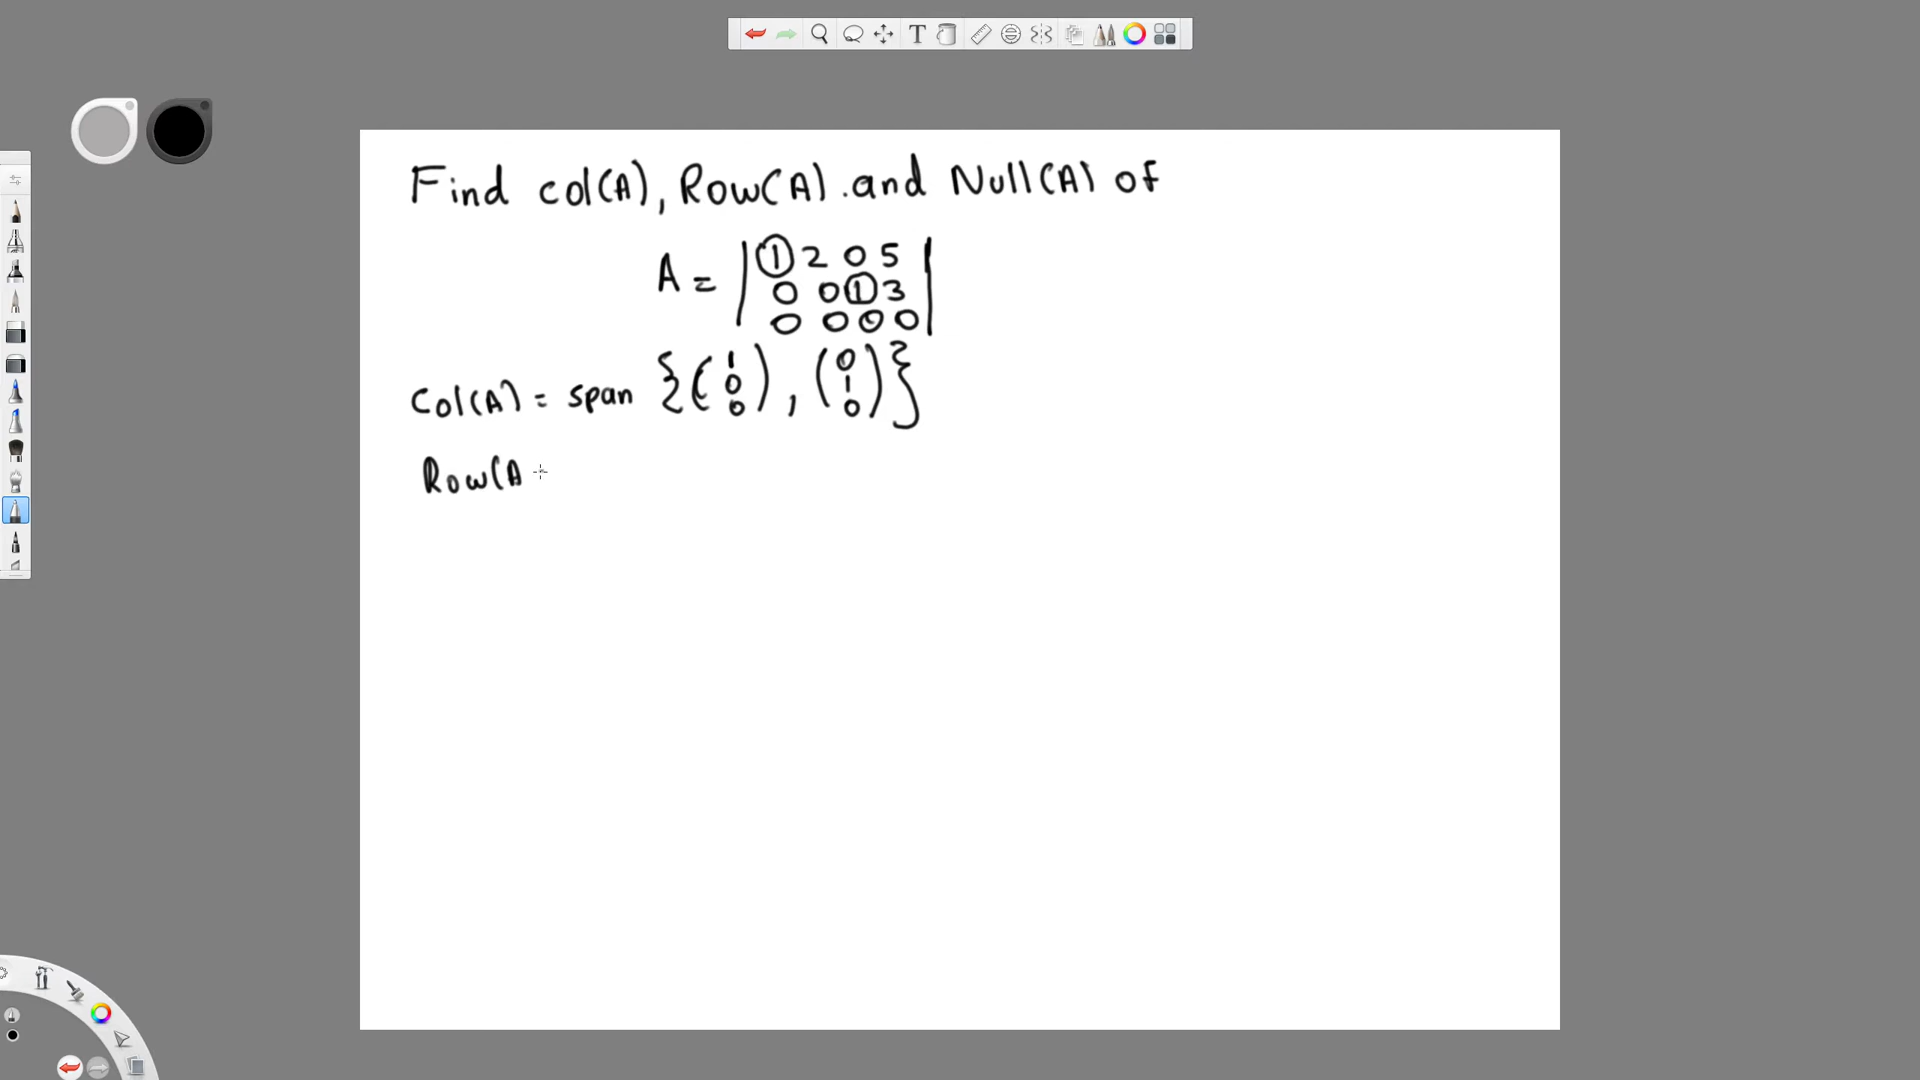 Find col(A), Row(A). and Null(A) of
A = | 1 2 0 5 |
0 0 1 3
0 0 0 0
Col(A) = span {( 1 0 0 ), ( 0 1 0 )}
Row(A